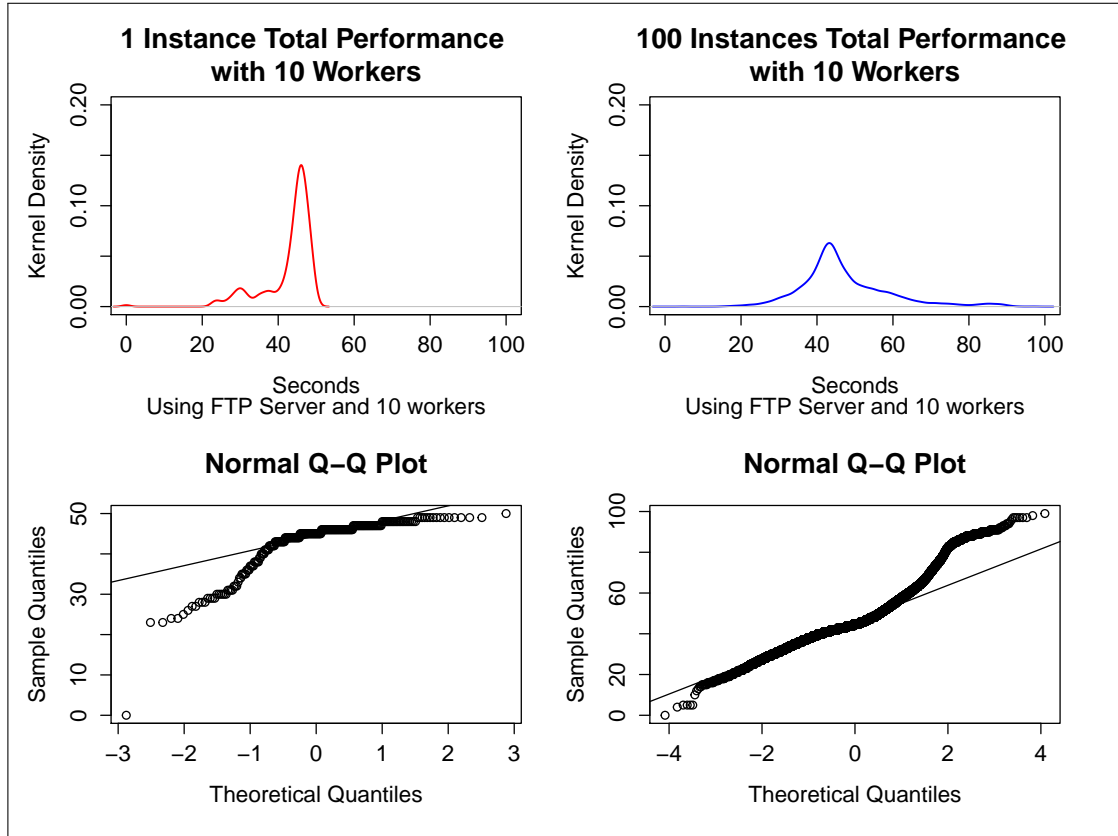 1 Instance Total Performance
with 10 Workers
Kernel Density
0.00 0.10 0.20
0 20 40 60 80 100
Seconds
Using FTP Server and 10 workers
100 Instances Total Performance
with 10 Workers
Kernel Density
0.00 0.10 0.20
0 20 40 60 80 100
Seconds
Using FTP Server and 10 workers
Normal Q−Q Plot
Sample Quantiles
0 10 30 50
−3 −2 −1 0 1 2 3
Theoretical Quantiles
Normal Q−Q Plot
Sample Quantiles
0 20 60 100
−4 −2 0 2 4
Theoretical Quantiles